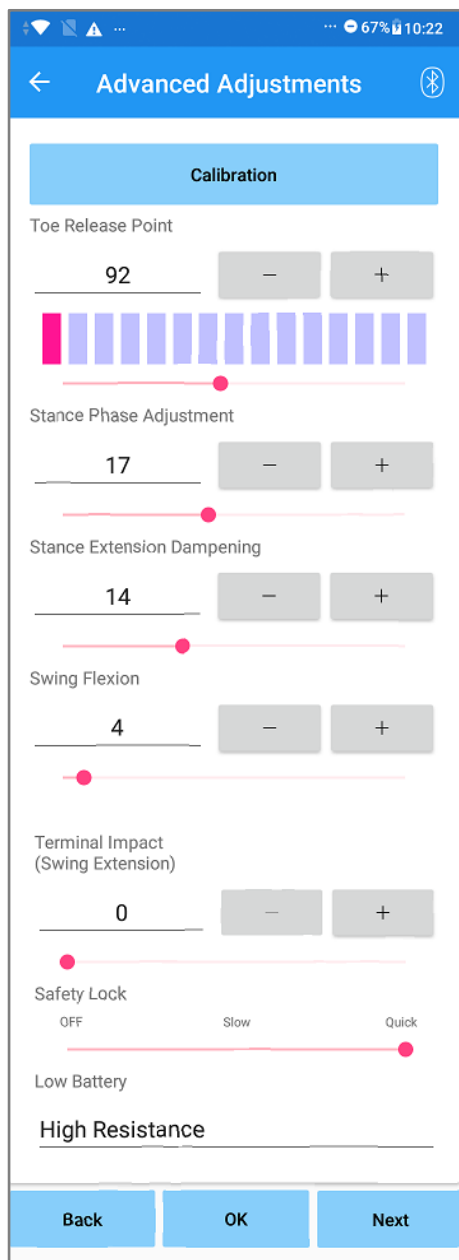 67% 10:22
Advanced Adjustments
Calibration
Toe Release Point
92 − +
Stance Phase Adjustment
17 − +
Stance Extension Dampening
14 − +
Swing Flexion
4 − +
Terminal Impact
(Swing Extension)
0 − +
Safety Lock
OFF Slow Quick
Low Battery
High Resistance
Back OK Next